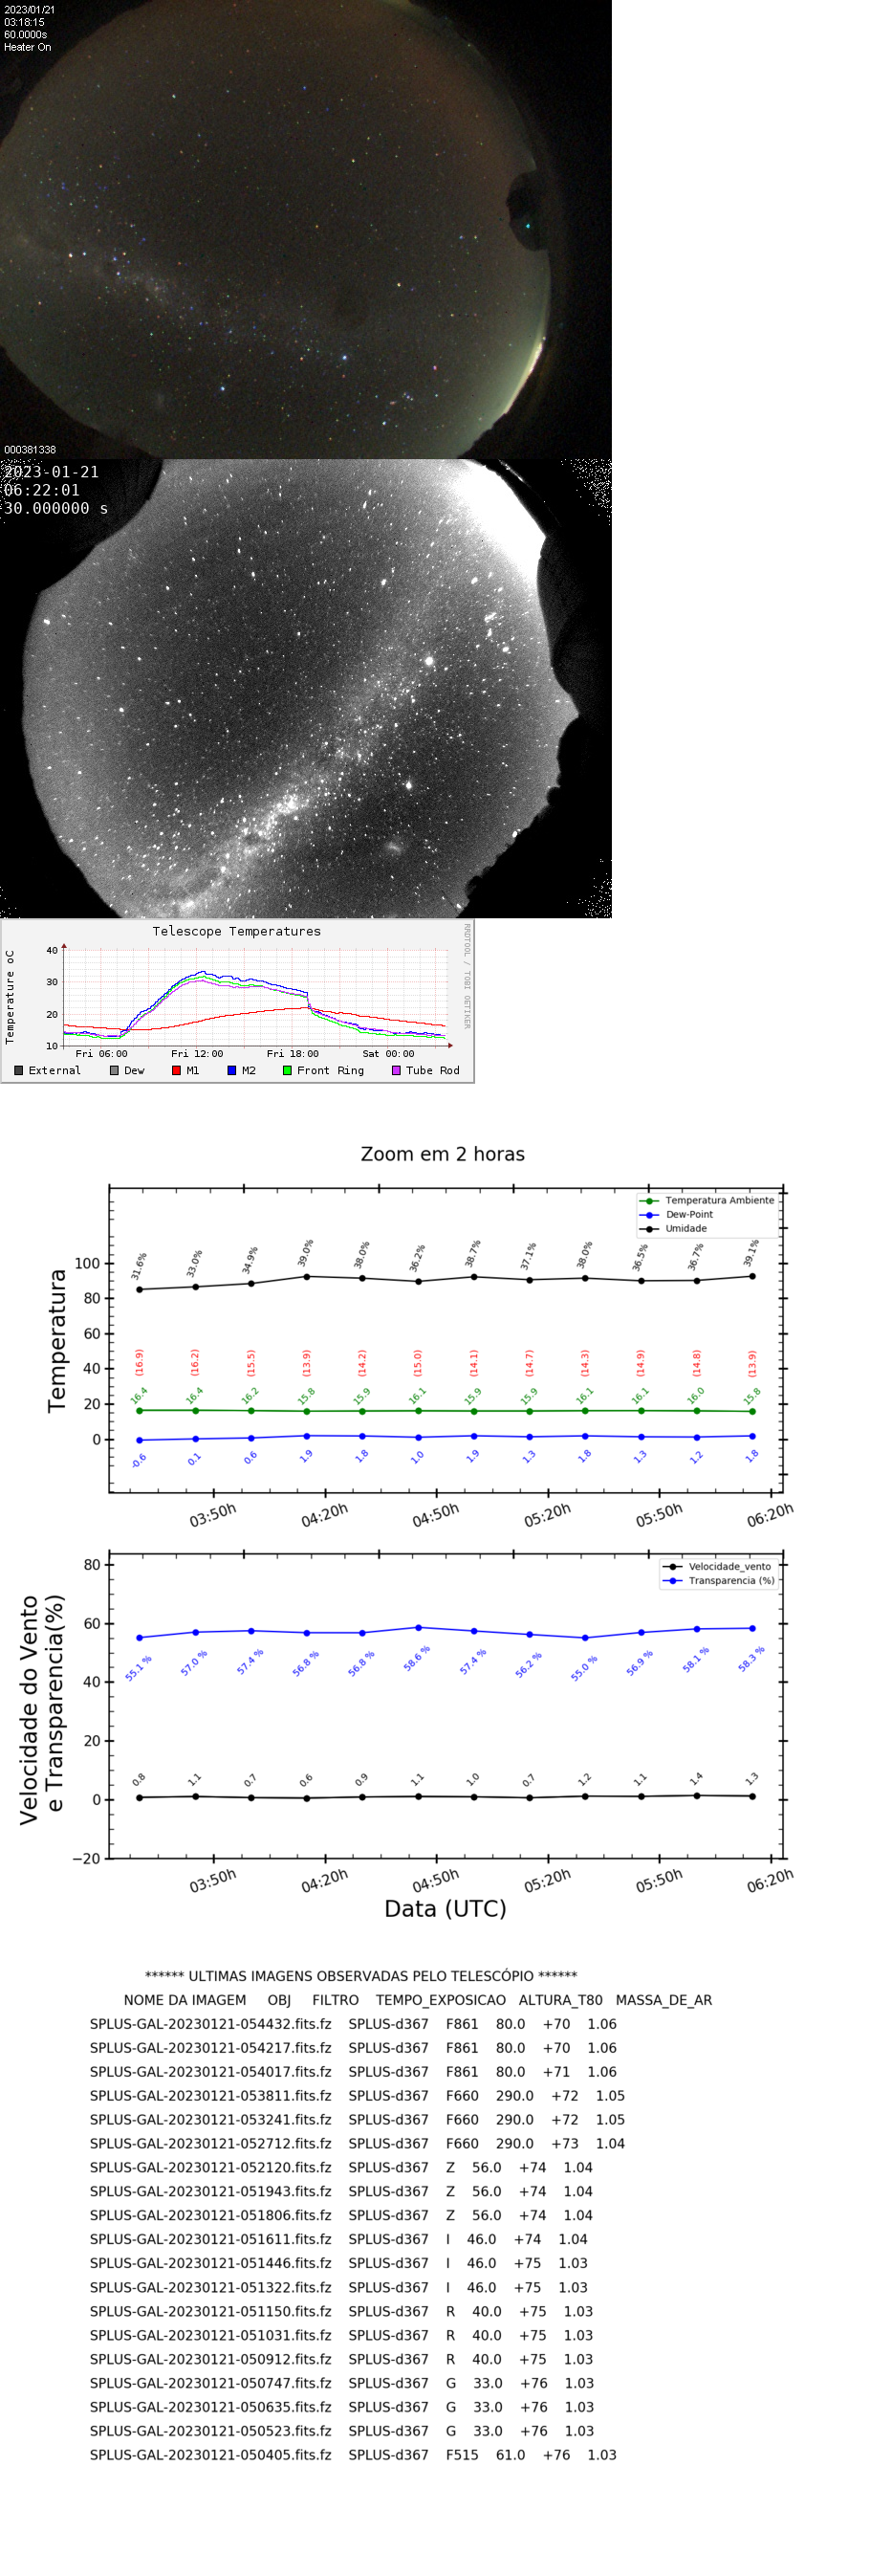 2023/01/21
03:18:15
60.0000s
Heater On
000381338
2023-01-21
06:22:01
30.000000 s
Telescope Temperatures
RRDTOOL / TOBI OETIKER
Temperature oC
40
30
20
10
Fri 06:00 Fri 12:00 Fri 18:00 Sat 00:00
External Dew M1 M2 Front Ring Tube Rod
Zoom em 2 horas
Temperatura Ambiente
Dew-Point
Umidade
Temperatura
100
80
60
40
20
0
31.6% 33.0% 34.9% 39.0% 38.0% 36.2% 38.7% 37.1% 38.0% 36.5% 36.7% 39.1%
(16.9) (16.2) (15.5) (13.9) (14.2) (15.0) (14.1) (14.7) (14.3) (14.9) (14.8) (13.9)
16.4 16.4 16.2 15.8 15.9 16.1 15.9 15.9 16.1 16.1 16.0 15.8
-0.6 0.1 0.6 1.9 1.8 1.0 1.9 1.3 1.8 1.3 1.2 1.8
03:50h 04:20h 04:50h 05:20h 05:50h 06:20h
Velocidade_vento
Transparencia (%)
Velocidade do Vento
e Transparencia(%)
80
60
40
20
0
−20
55.1 % 57.0 % 57.4 % 56.8 % 56.8 % 58.6 % 57.4 % 56.2 % 55.0 % 56.9 % 58.1 % 58.3 %
0.8 1.1 0.7 0.6 0.9 1.1 1.0 0.7 1.2 1.1 1.4 1.3
03:50h 04:20h 04:50h 05:20h 05:50h 06:20h
Data (UTC)
****** ULTIMAS IMAGENS OBSERVADAS PELO TELESCÓPIO ******
NOME DA IMAGEM OBJ FILTRO TEMPO_EXPOSICAO ALTURA_T80 MASSA_DE_AR
SPLUS-GAL-20230121-054432.fits.fz SPLUS-d367 F861 80.0 +70 1.06
SPLUS-GAL-20230121-054217.fits.fz SPLUS-d367 F861 80.0 +70 1.06
SPLUS-GAL-20230121-054017.fits.fz SPLUS-d367 F861 80.0 +71 1.06
SPLUS-GAL-20230121-053811.fits.fz SPLUS-d367 F660 290.0 +72 1.05
SPLUS-GAL-20230121-053241.fits.fz SPLUS-d367 F660 290.0 +72 1.05
SPLUS-GAL-20230121-052712.fits.fz SPLUS-d367 F660 290.0 +73 1.04
SPLUS-GAL-20230121-052120.fits.fz SPLUS-d367 Z 56.0 +74 1.04
SPLUS-GAL-20230121-051943.fits.fz SPLUS-d367 Z 56.0 +74 1.04
SPLUS-GAL-20230121-051806.fits.fz SPLUS-d367 Z 56.0 +74 1.04
SPLUS-GAL-20230121-051611.fits.fz SPLUS-d367 I 46.0 +74 1.04
SPLUS-GAL-20230121-051446.fits.fz SPLUS-d367 I 46.0 +75 1.03
SPLUS-GAL-20230121-051322.fits.fz SPLUS-d367 I 46.0 +75 1.03
SPLUS-GAL-20230121-051150.fits.fz SPLUS-d367 R 40.0 +75 1.03
SPLUS-GAL-20230121-051031.fits.fz SPLUS-d367 R 40.0 +75 1.03
SPLUS-GAL-20230121-050912.fits.fz SPLUS-d367 R 40.0 +75 1.03
SPLUS-GAL-20230121-050747.fits.fz SPLUS-d367 G 33.0 +76 1.03
SPLUS-GAL-20230121-050635.fits.fz SPLUS-d367 G 33.0 +76 1.03
SPLUS-GAL-20230121-050523.fits.fz SPLUS-d367 G 33.0 +76 1.03
SPLUS-GAL-20230121-050405.fits.fz SPLUS-d367 F515 61.0 +76 1.03